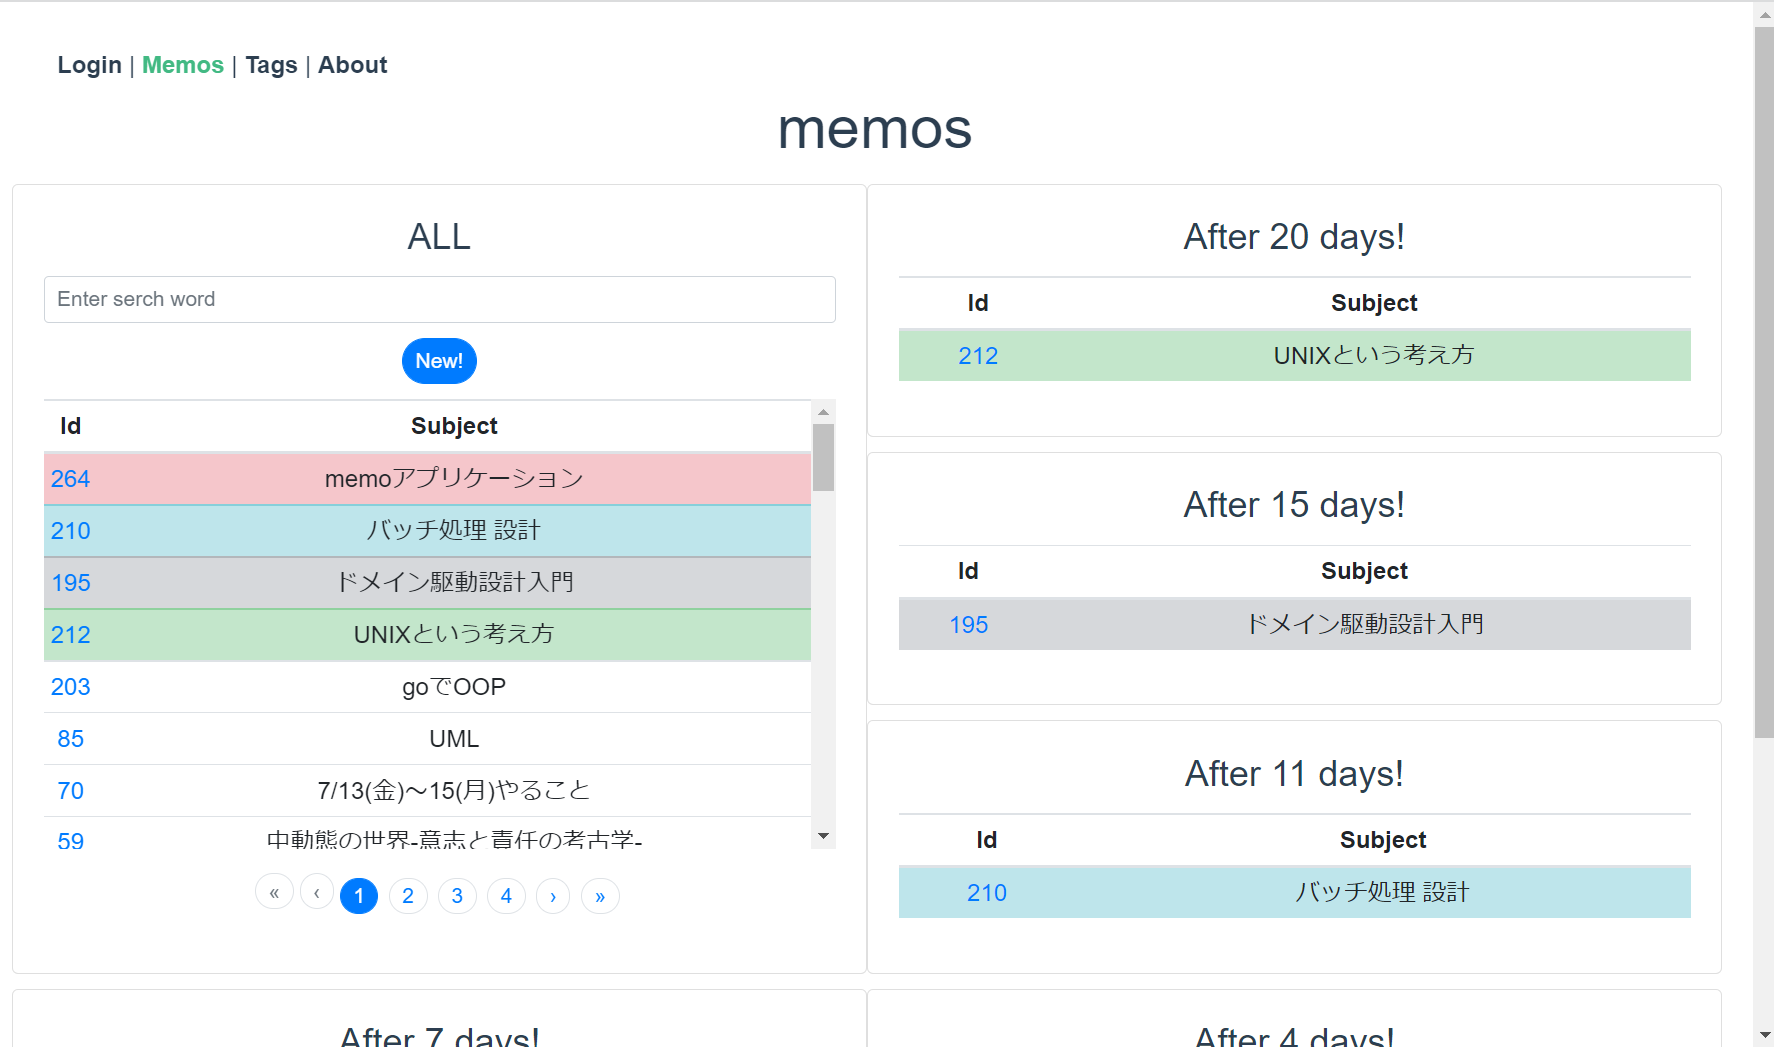 Login | Memos | Tags | About
memos
ALL
Enter serch word
New!
Id Subject
264 memoアプリケーション
210 バッチ処理 設計
195 ドメイン駆動設計入門
212 UNIXという考え方
203 goでOOP
85 UML
70 7/13(金)～15(月)やること
59 中動態の世界-意志と責任の考古学-
« ‹ 1 2 3 4 › »
After 20 days!
Id Subject
212 UNIXという考え方
After 15 days!
Id Subject
195 ドメイン駆動設計入門
After 11 days!
Id Subject
210 バッチ処理 設計
After 7 days!
After 4 days!